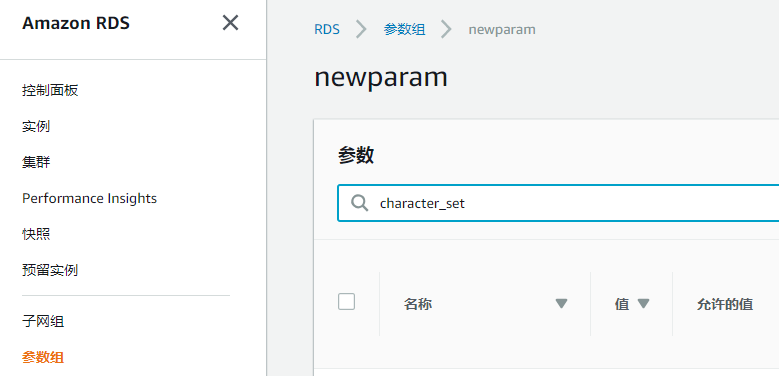 Amazon RDS
控制面板
实例
集群
Performance Insights
快照
预留实例
子网组
参数组
RDS 参数组 newparam
newparam
参数
character_set
名称 值 允许的值